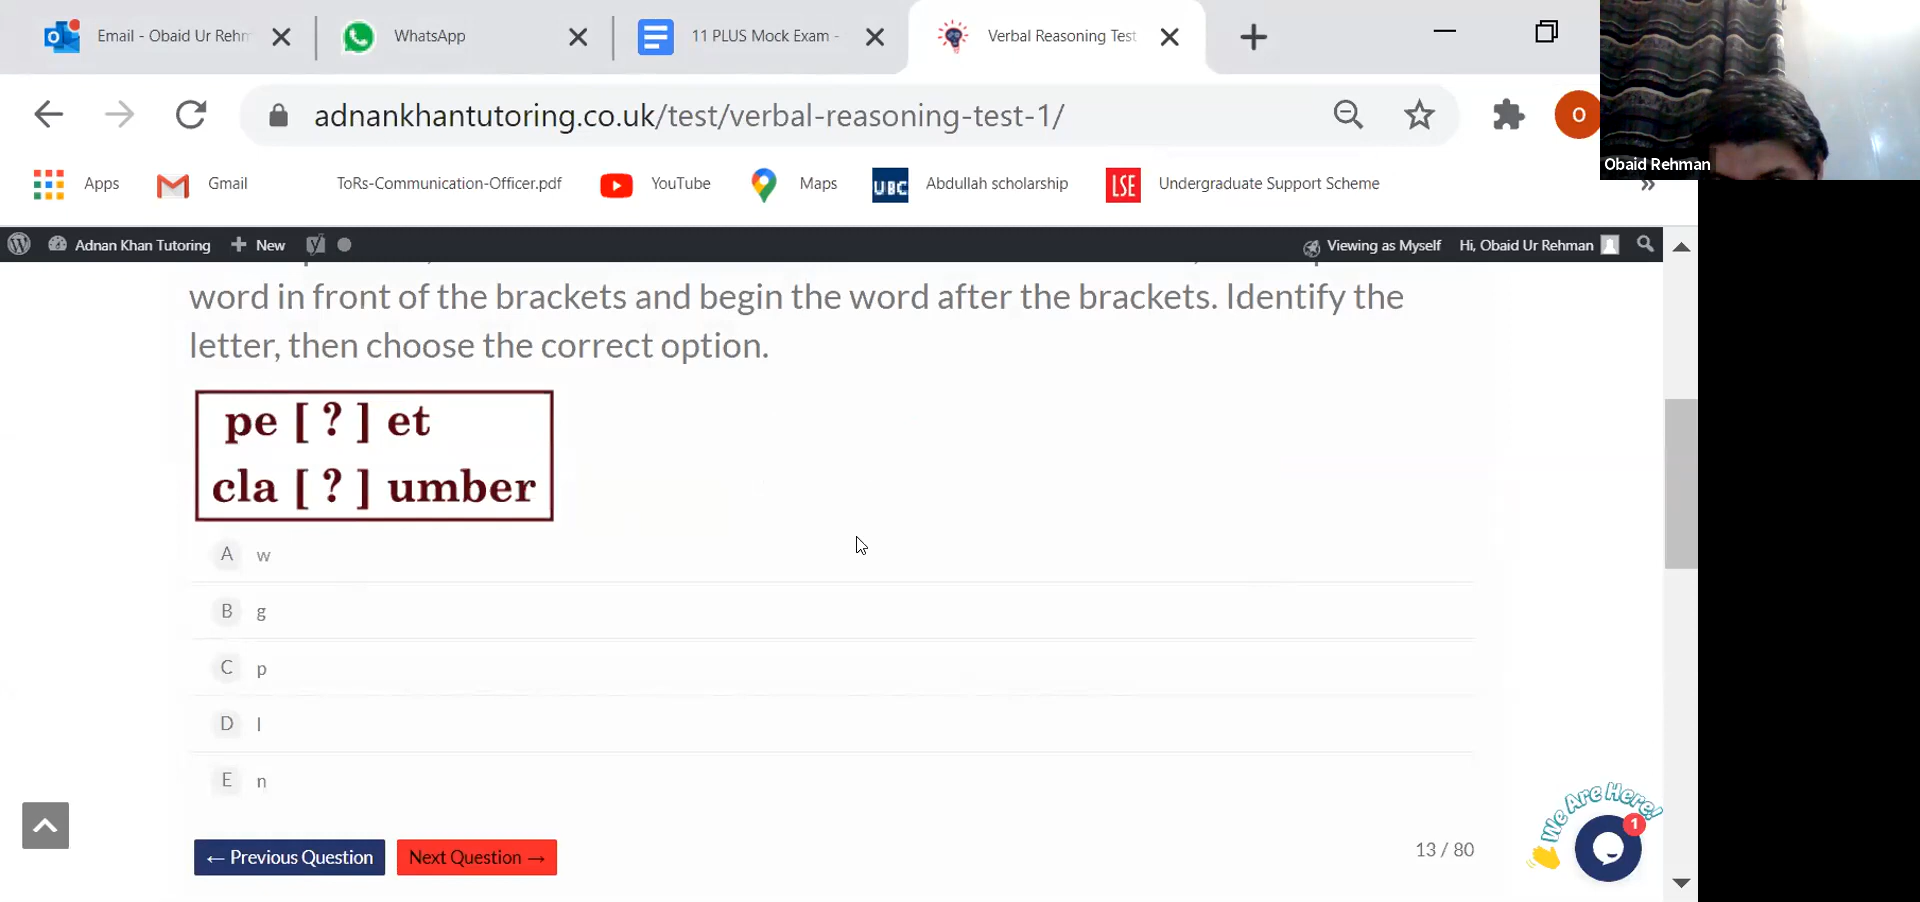 Email - Obaid Ur Rehm
WhatsApp
11 PLUS Mock Exam -
Verbal Reasoning Test
adnankhantutoring.co.uk/test/verbal-reasoning-test-1/
O
Obaid Rehman
Apps
Gmail
ToRs-Communication-Officer.pdf
YouTube
Maps
UBC
Abdullah scholarship
LSE
Undergraduate Support Scheme
»
Adnan Khan Tutoring
+ New
Viewing as Myself
Hi, Obaid Ur Rehman
word in front of the brackets and begin the word after the brackets. Identify the
letter, then choose the correct option.
pe [ ? ] et
cla [ ? ] umber
A w
B g
C p
D l
E n
← Previous Question
Next Question →
13 / 80
We Are Here!
1